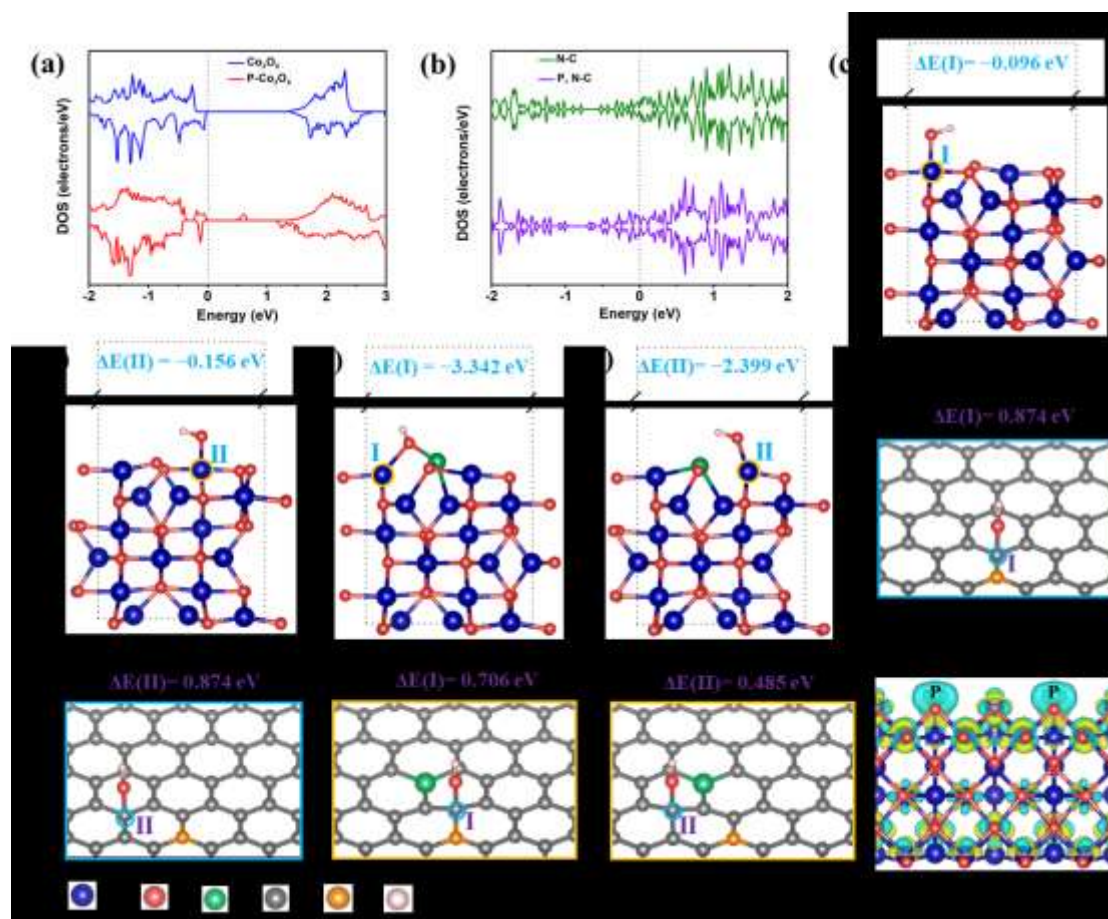 (a)
Co₃O₄
P-Co₃O₄
DOS (electrons/eV)
-2 -1 0 1 2 3
Energy (eV)
(b)
N-C
P, N-C
DOS (electrons/eV)
-2 -1 0 1 2
Energy (eV)
(c
ΔE(I)= −0.096 eV
I
ΔE(II) = −0.156 eV
II
ΔE(I) = −3.342 eV
I
ΔE(II)= −2.399 eV
II
ΔE(I)= 0.874 eV
I
ΔE(II)= 0.874 eV
II
ΔE(I)= 0.706 eV
I
ΔE(II)= 0.485 eV
II
P P